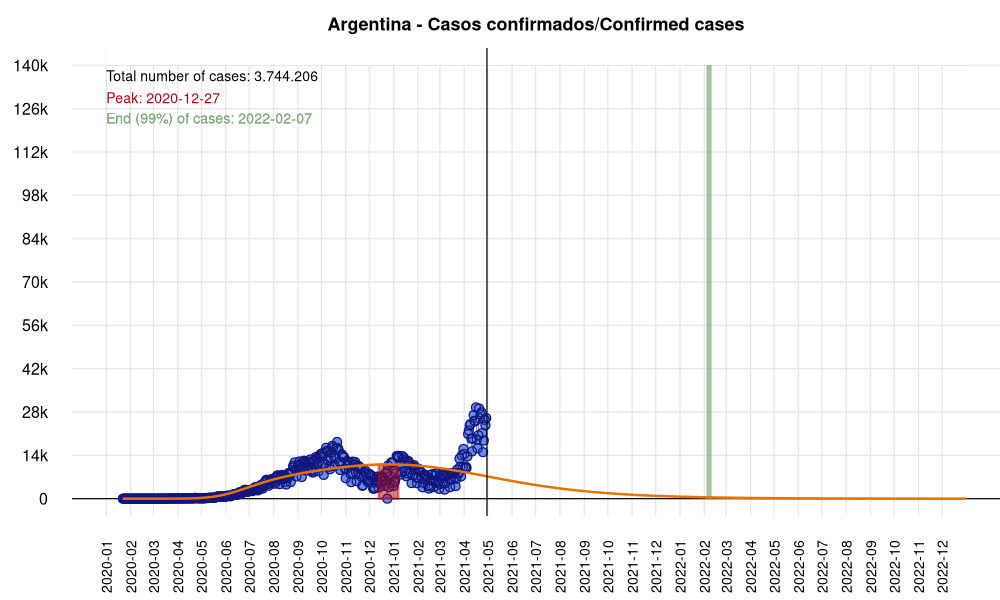 Argentina - Casos confirmados/Confirmed cases
Total number of cases: 3.744.206
Peak: 2020-12-27
End (99%) of cases: 2022-02-07
140k
126k
112k
98k
84k
70k
56k
42k
28k
14k
0
2020-01
2020-02
2020-03
2020-04
2020-05
2020-06
2020-07
2020-08
2020-09
2020-10
2020-11
2020-12
2021-01
2021-02
2021-03
2021-04
2021-05
2021-06
2021-07
2021-08
2021-09
2021-10
2021-11
2021-12
2022-01
2022-02
2022-03
2022-04
2022-05
2022-06
2022-07
2022-08
2022-09
2022-10
2022-11
2022-12